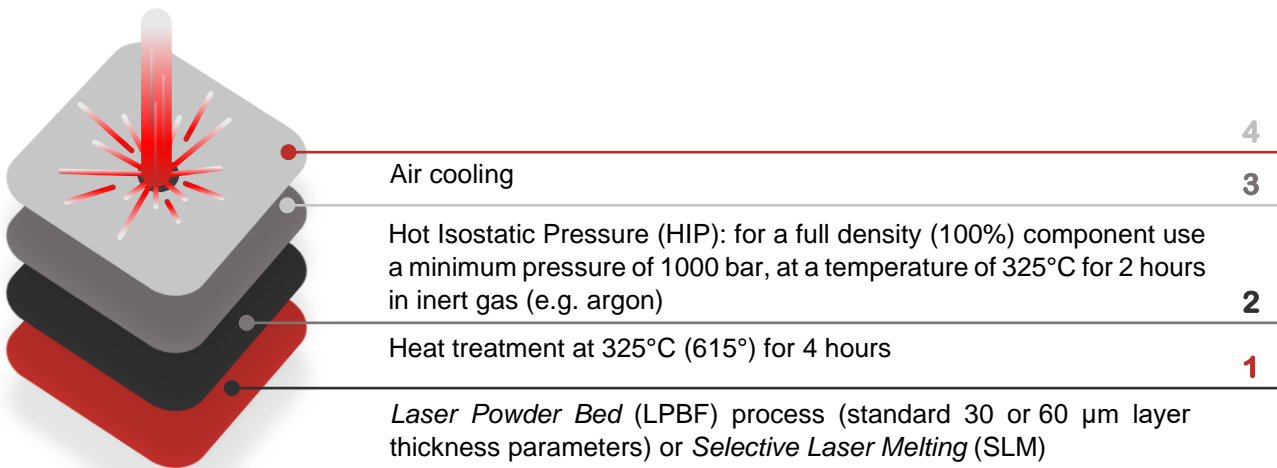 4
Air cooling
3
Hot Isostatic Pressure (HIP): for a full density (100%) component use
a minimum pressure of 1000 bar, at a temperature of 325°C for 2 hours
in inert gas (e.g. argon)
2
Heat treatment at 325°C (615°) for 4 hours
1
Laser Powder Bed (LPBF) process (standard 30 or 60 μm layer
thickness parameters) or Selective Laser Melting (SLM)